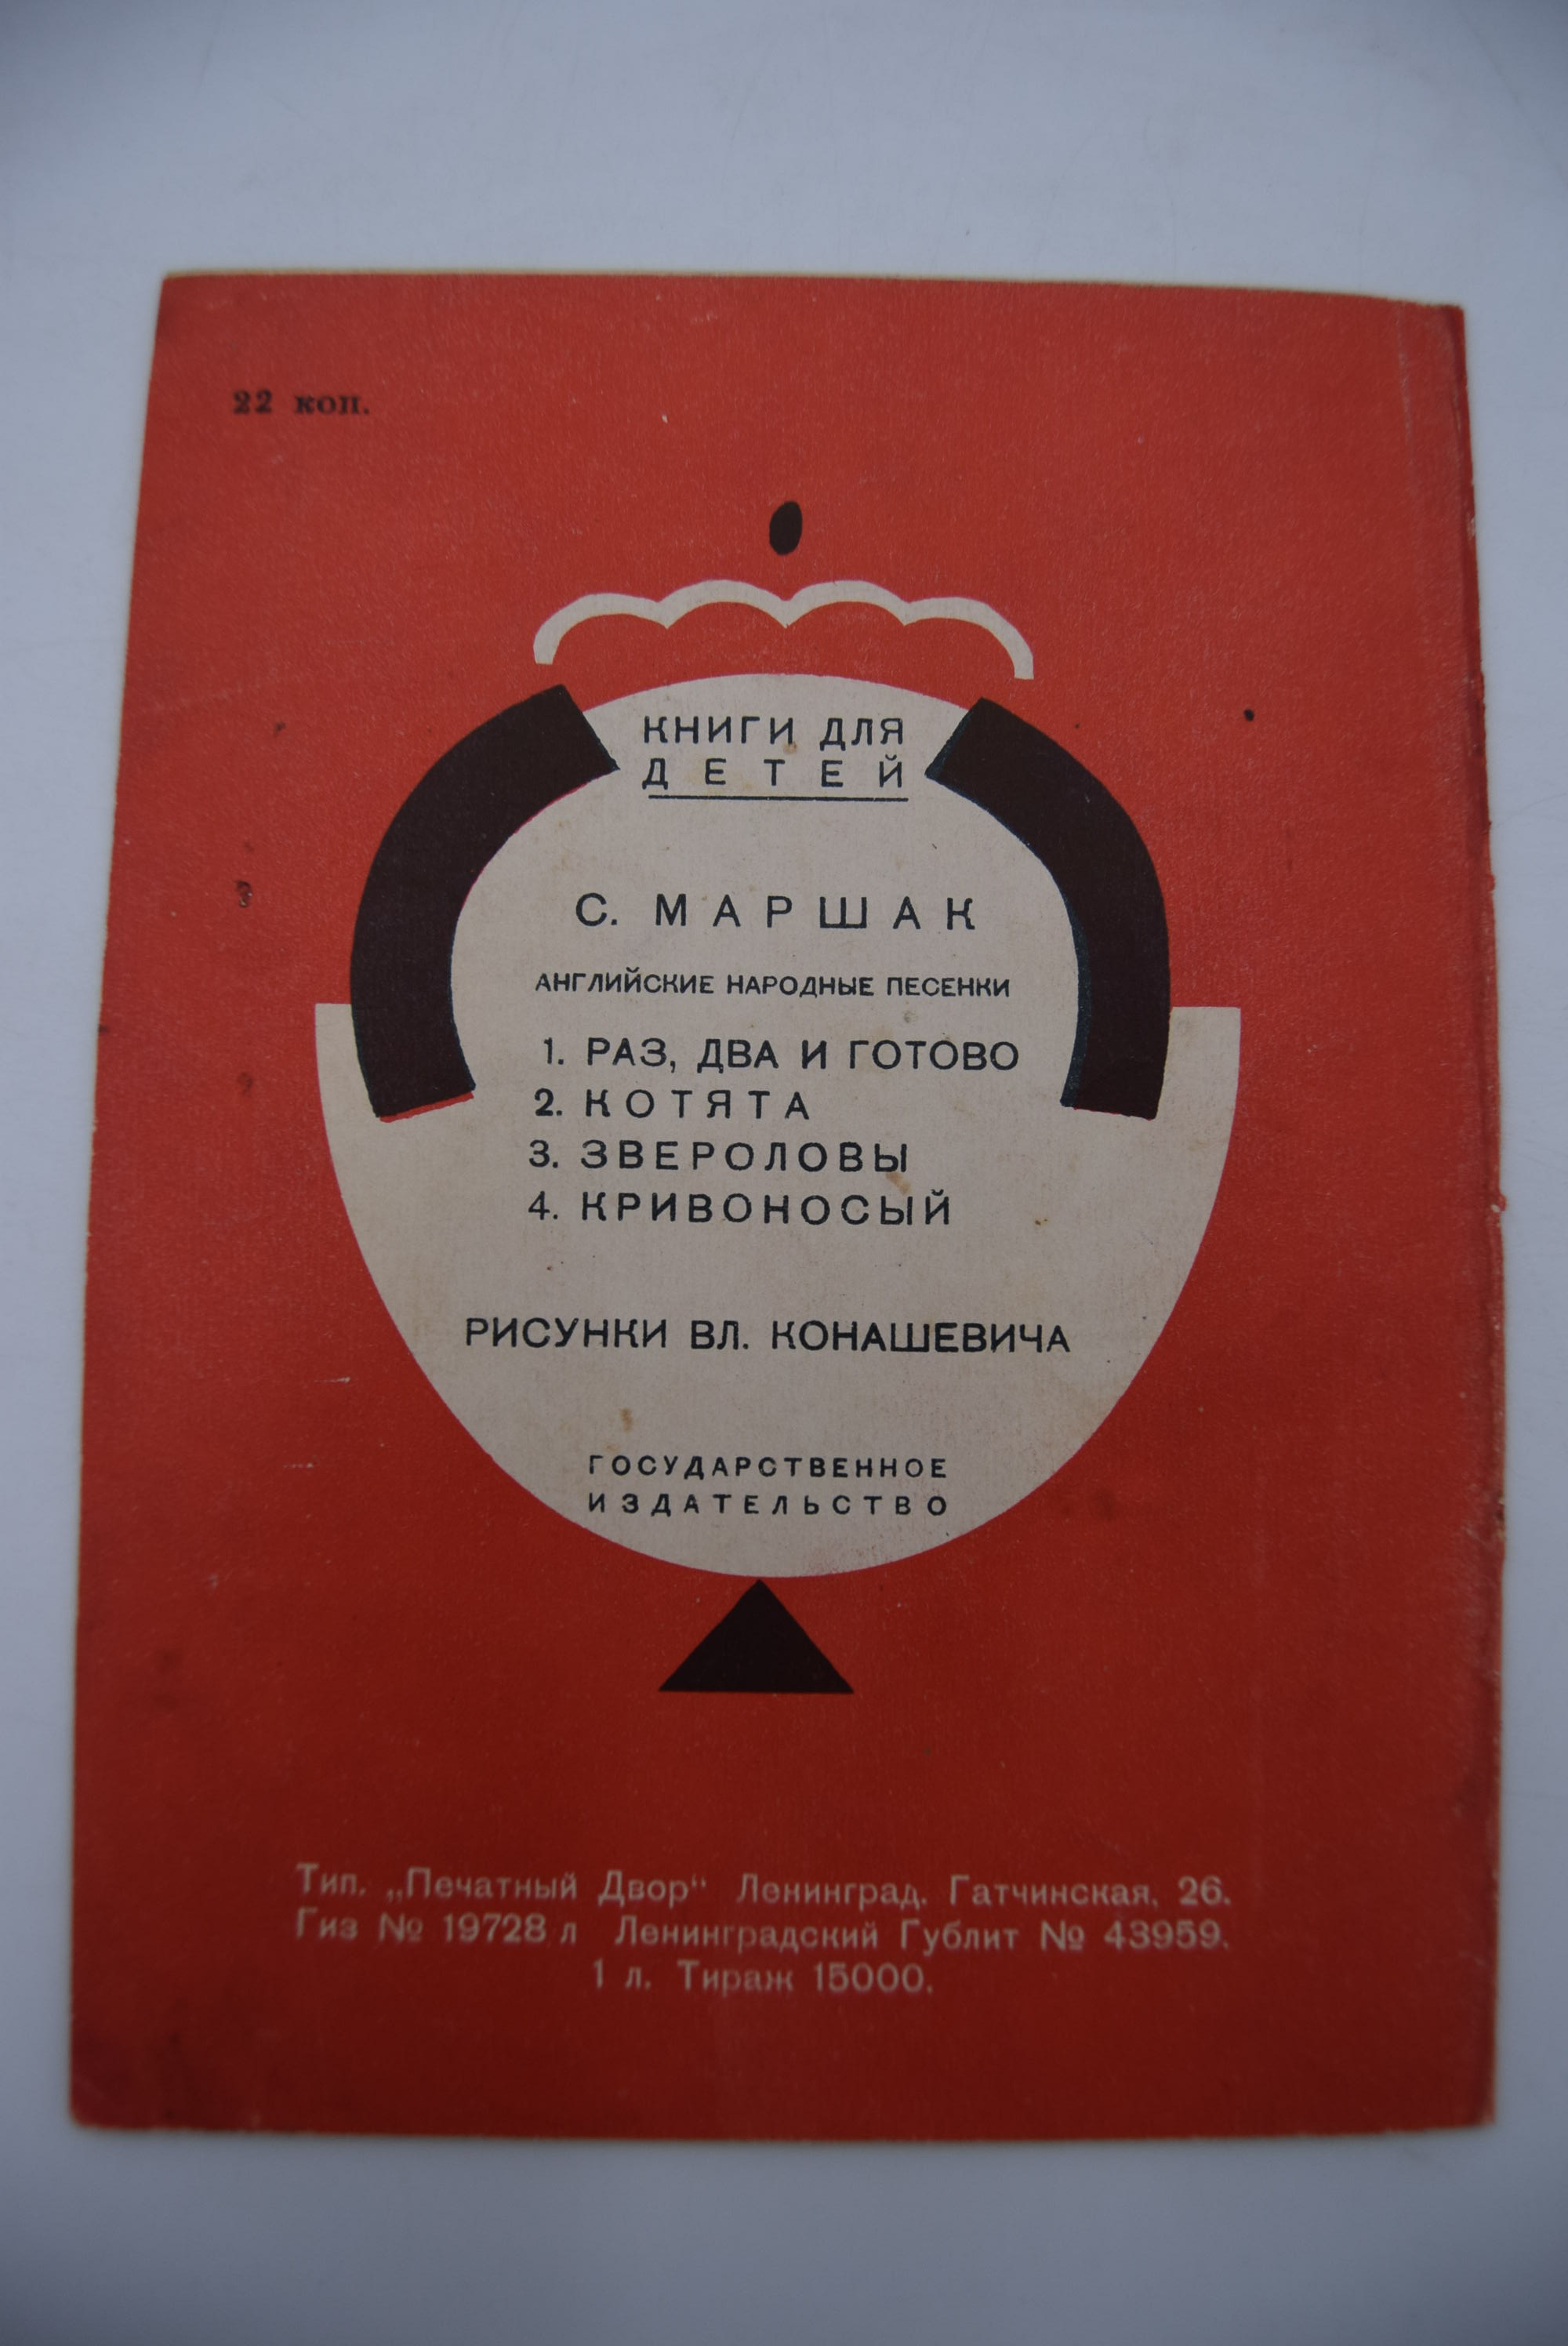 22 коп.
КНИГИ ДЛЯ
ДЕТЕЙ
С. МАРШАК
АНГЛИЙСКИЕ НАРОДНЫЕ ПЕСЕНКИ
1. РАЗ, ДВА И ГОТОВО
2. КОТЯТА
3. ЗВЕРОЛОВЫ
4. КРИВОНОСЫЙ
РИСУНКИ ВЛ. КОНАШЕВИЧА
ГОСУДАРСТВЕННОЕ
ИЗДАТЕЛЬСТВО
Тип. „Печатный Двор“ Ленинград. Гатчинская, 26.
Гиз № 19728 л Ленинградский Гублит № 43959.
1 л. Тираж 15000.